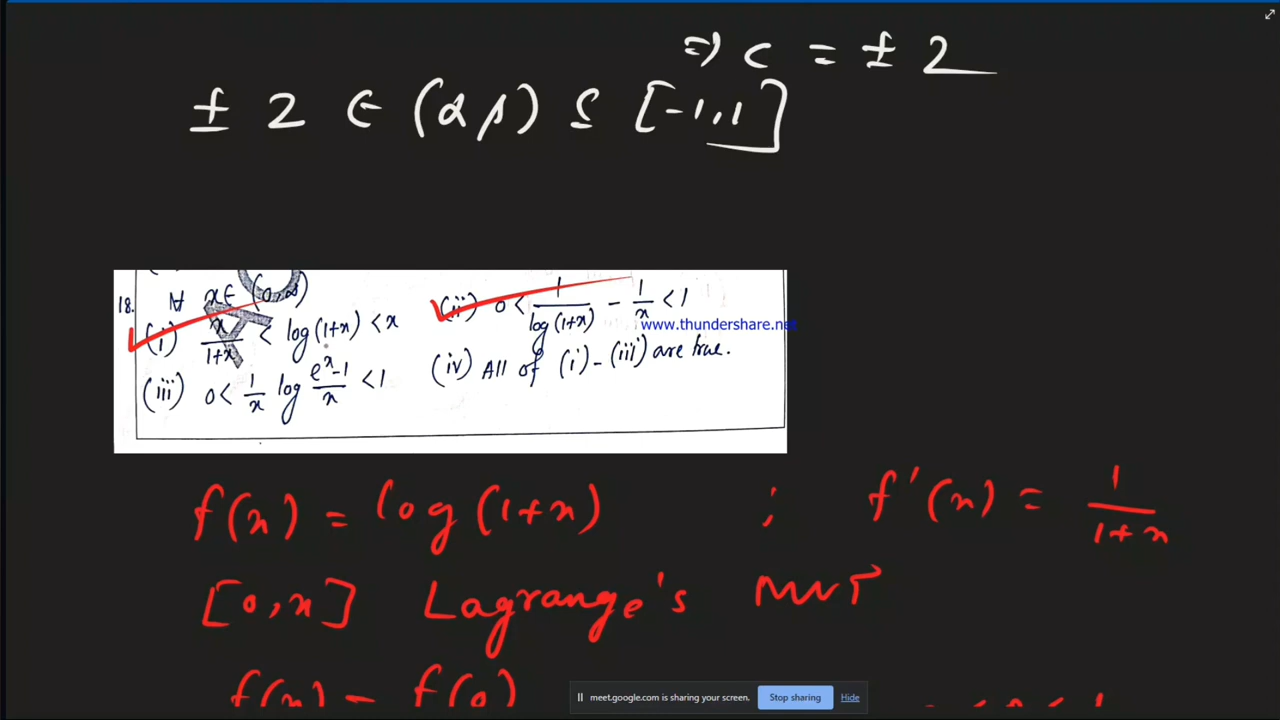 ⇒ c = ± 2
± 2 ∈ (α β) ⊆ [-1, 1]
18. ∀ x ∈ (0, ∞)
(i) x/(1+x) < log(1+x) < x
(ii) 0 < 1/log(1+x) - 1/x < 1
www.thundershare.net
(iii) 0 < 1/x log (e^x-1)/x < 1
(iv) All of (i) - (iii) are true.
f(x) = log(1+x) ; f'(x) = 1/(1+x)
[0, x] Lagrange's MVT
f(x) - f(0)
meet.google.com is sharing your screen. Stop sharing Hide